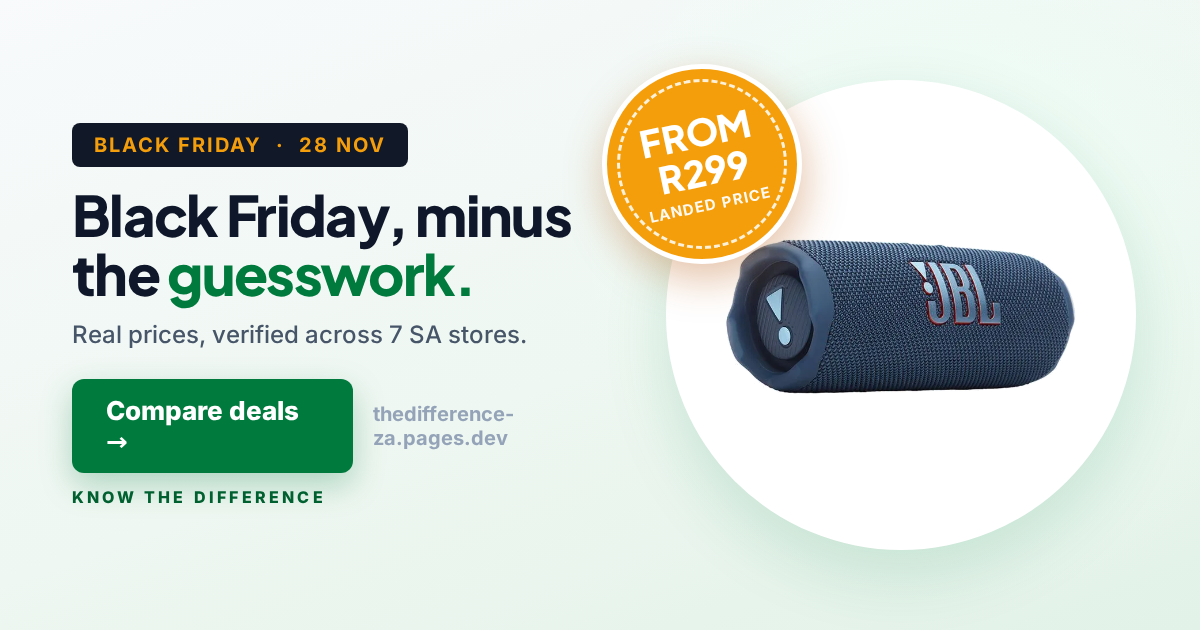 BLACK FRIDAY · 28 NOV
Black Friday, minus
the guesswork.
Real prices, verified across 7 SA stores.
Compare deals
→
thedifference-
za.pages.dev
KNOW THE DIFFERENCE
FROM
R299
LANDED PRICE
JBL